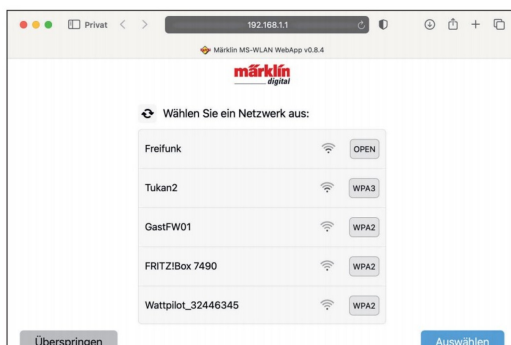 Privat
192.168.1.1
Märklin MS-WLAN WebApp v0.8.4
märklín
digital
Wählen Sie ein Netzwerk aus:
Freifunk OPEN
Tukan2 WPA3
GastFW01 WPA2
FRITZ!Box 7490 WPA2
Wattpilot_32446345 WPA2
Überspringen Auswählen